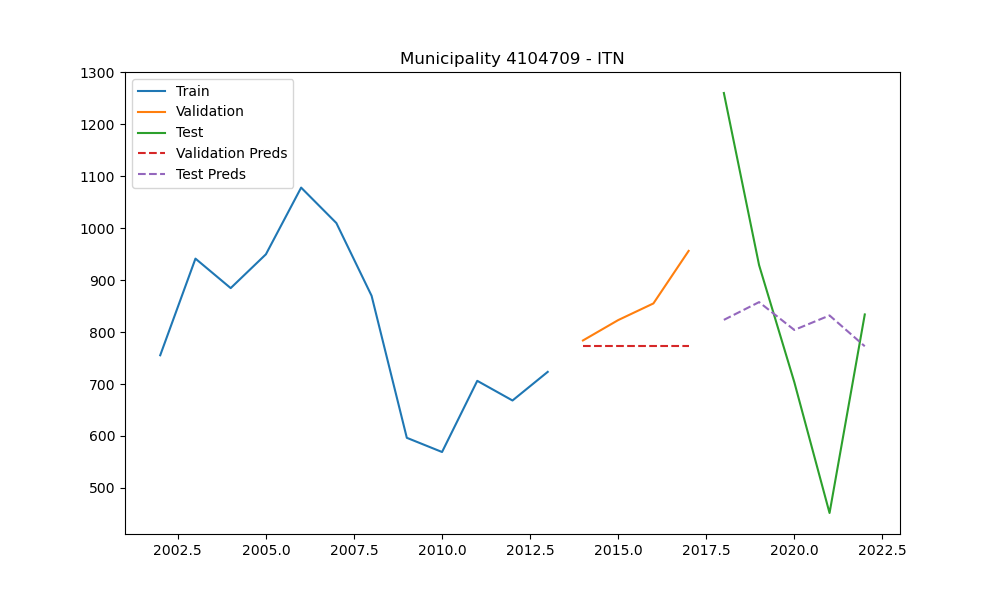 Municipality 4104709 - ITN
1300
1200
1100
1000
900
800
700
600
500
Train
Validation
Test
Validation Preds
Test Preds
2002.5 2005.0 2007.5 2010.0 2012.5 2015.0 2017.5 2020.0 2022.5